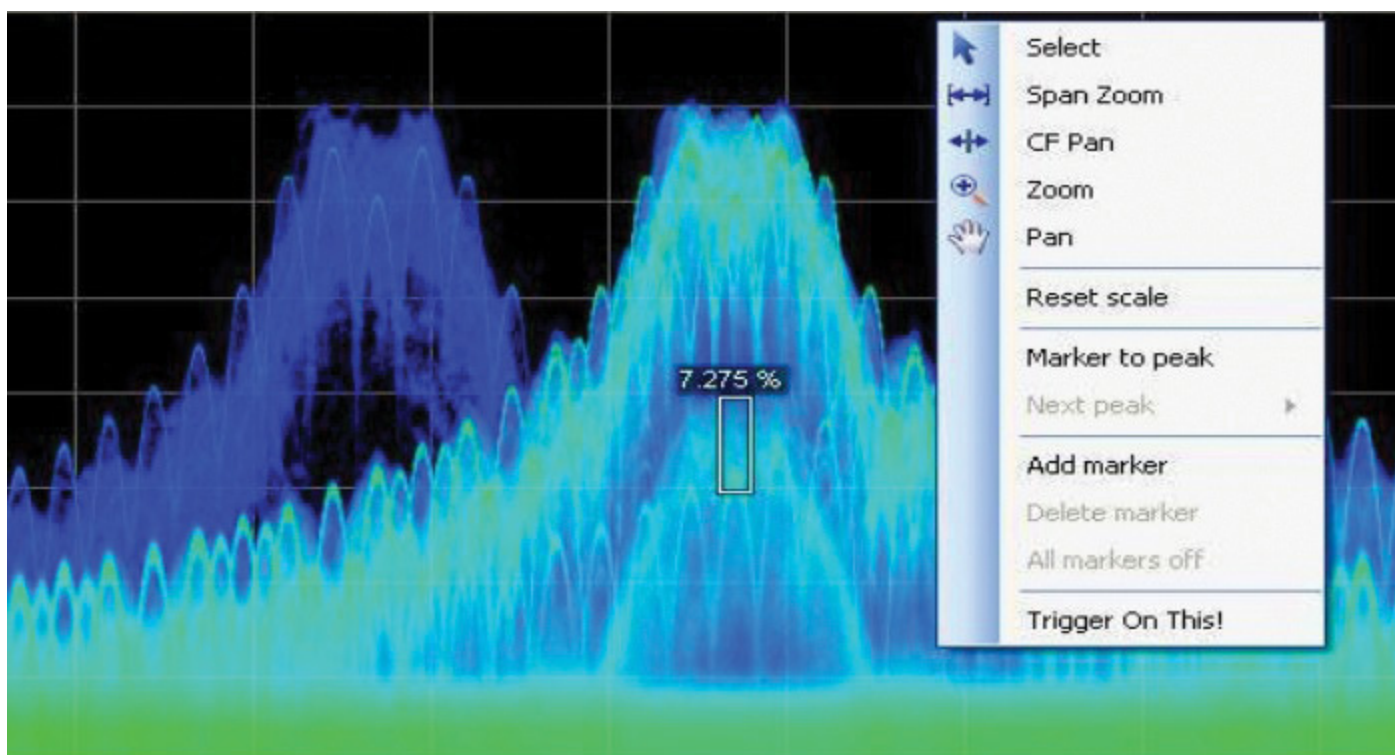 Select
Span Zoom
CF Pan
Zoom
Pan
Reset scale
Marker to peak
Next peak
Add marker
Delete marker
All markers off
Trigger On This!
7.275 %